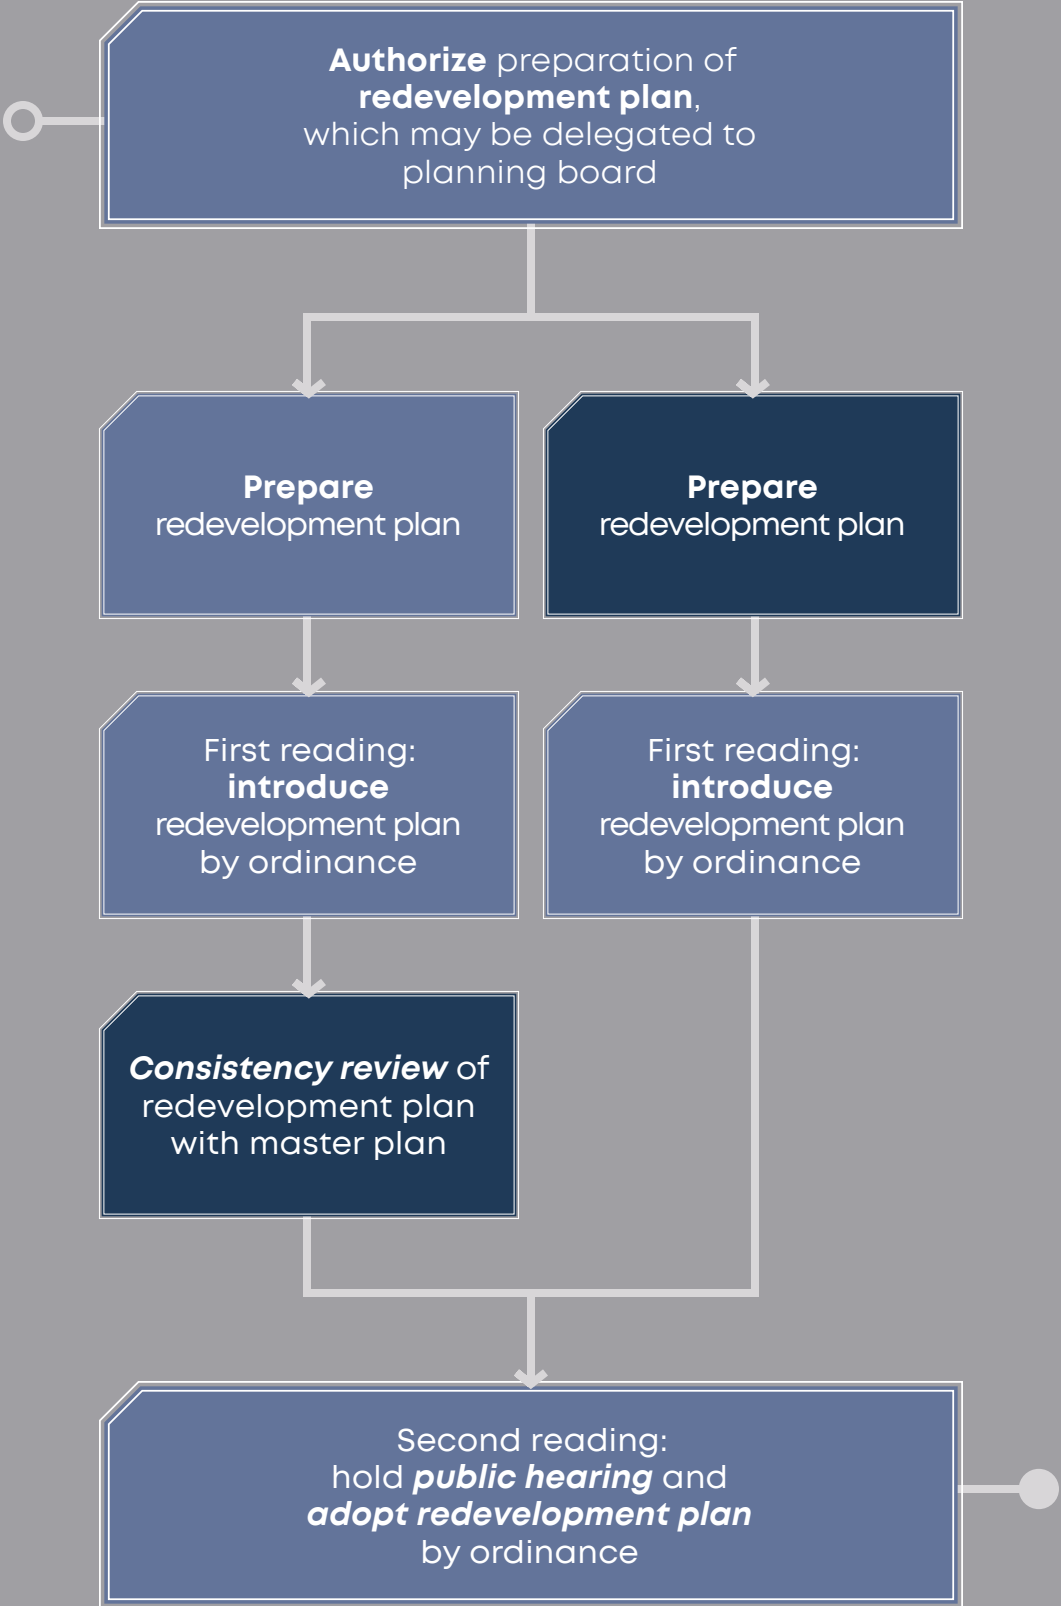 Authorize preparation of
redevelopment plan,
which may be delegated to
planning board
Prepare
redevelopment plan
Prepare
redevelopment plan
First reading:
introduce
redevelopment plan
by ordinance
First reading:
introduce
redevelopment plan
by ordinance
Consistency review of
redevelopment plan
with master plan
Second reading:
hold public hearing and
adopt redevelopment plan
by ordinance